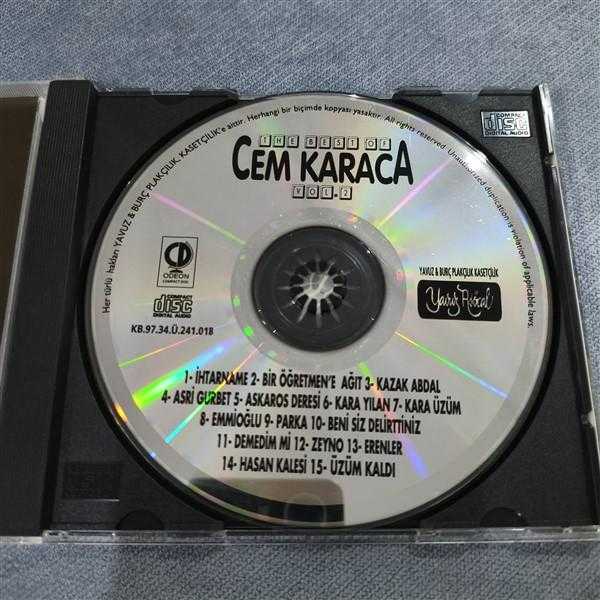 Her türlü hakları YAVUZ & BURÇ PLAKÇILIK, KASETÇİLİK'e aittir. Herhangi bir biçimde kopyası yasaktır. All rights reserved. Unauthorized duplication is violation of applicable laws.
THE BEST OF
CEM KARACA
VOL.2
COMPACT
DISC
DIGITAL AUDIO
ODEON
COMPACT DISC
COMPACT
DISC
DIGITAL AUDIO
KB.97.34.Ü.241.018
YAVUZ & BURÇ PLAKÇILIK KASETÇİLİK
Yavuz Asöcal
1- İHTARNAME 2- BİR ÖĞRETMEN'E AĞIT 3- KAZAK ABDAL
4- ASRİ GURBET 5- ASKAROS DERESİ 6- KARA YILAN 7- KARA ÜZÜM
8- EMMİOĞLU 9- PARKA 10- BENİ SİZ DELİRTTİNİZ
11- DEMEDİM Mİ 12- ZEYNO 13- ERENLER
14- HASAN KALESİ 15- ÜZÜM KALDI